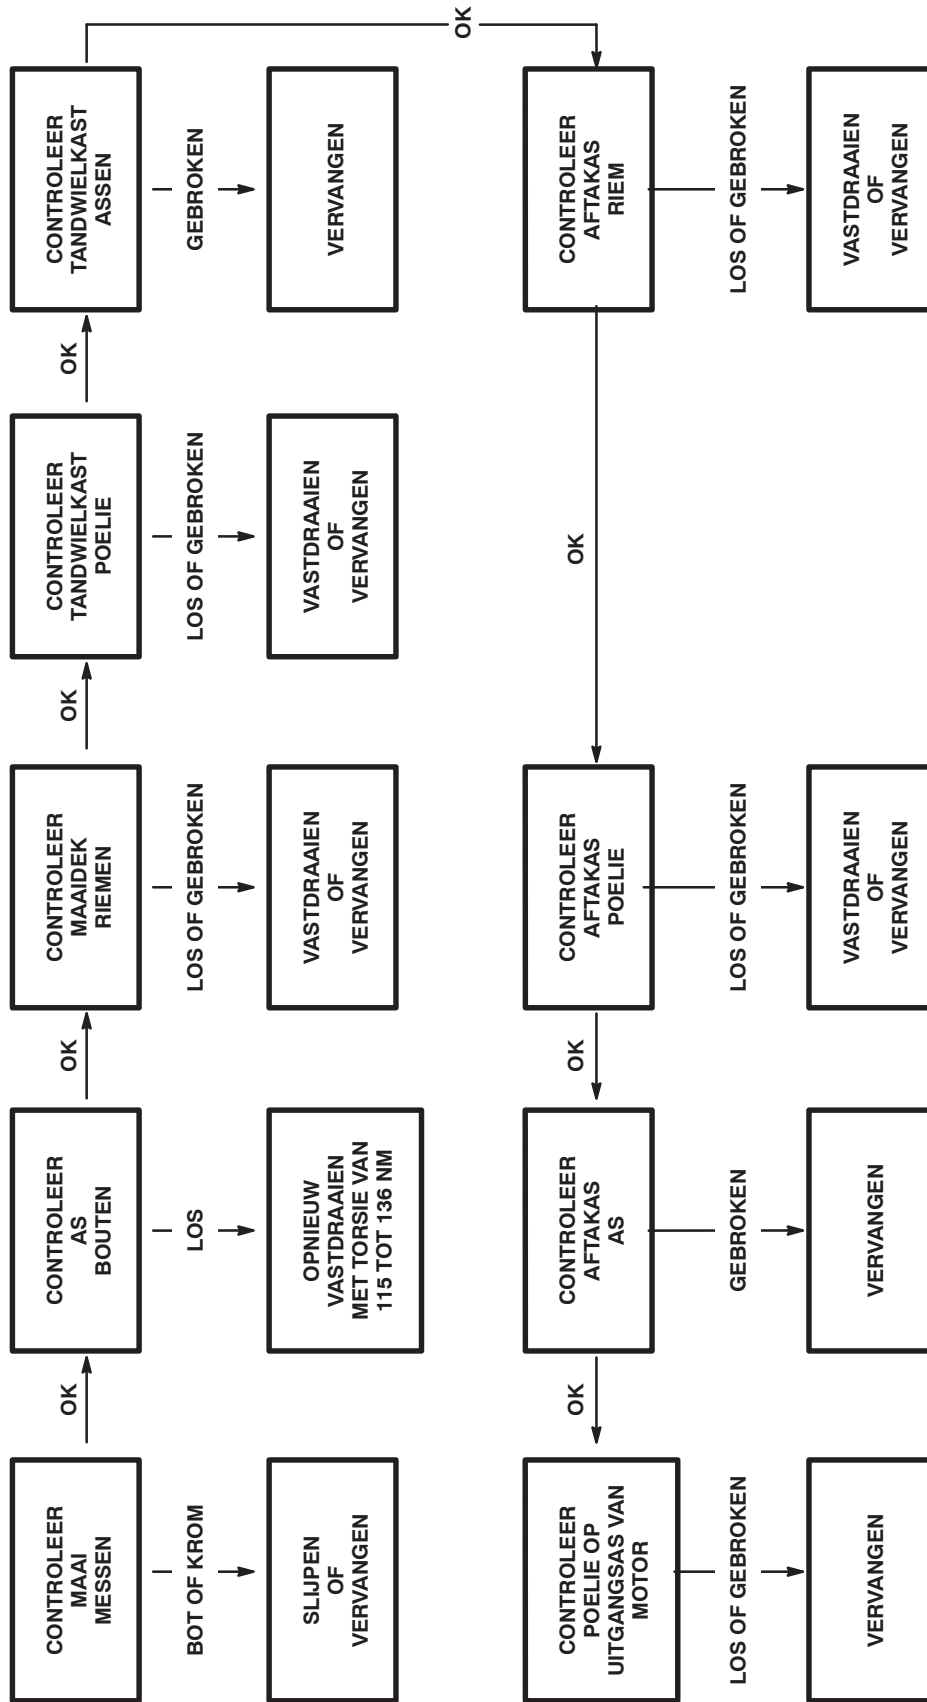 CONTROLEER
MAAI
MESSEN
OK
CONTROLEER
AS
BOUTEN
OK
CONTROLEER
MAAIDEK
RIEMEN
OK
CONTROLEER
TANDWIELKAST
POELIE
OK
CONTROLEER
TANDWIELKAST
ASSEN
BOT OF KROM
LOS
LOS OF GEBROKEN
LOS OF GEBROKEN
GEBROKEN
SLIJPEN
OF
VERVANGEN
OPNIEUW
VASTDRAAIEN
MET TORSIE VAN
115 TOT 136 NM
VASTDRAAIEN
OF
VERVANGEN
VASTDRAAIEN
OF
VERVANGEN
VERVANGEN
OK
CONTROLEER
POELIE OP
UITGANGSAS VAN
MOTOR
OK
CONTROLEER
AFTAKAS
AS
OK
CONTROLEER
AFTAKAS
POELIE
OK
CONTROLEER
AFTAKAS
RIEM
LOS OF GEBROKEN
GEBROKEN
LOS OF GEBROKEN
LOS OF GEBROKEN
VERVANGEN
VERVANGEN
VASTDRAAIEN
OF
VERVANGEN
VASTDRAAIEN
OF
VERVANGEN